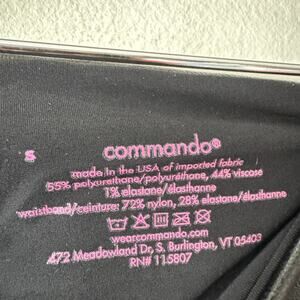 S
commando®
made in the USA of imported fabric
55% polyurethane/polyuréthane, 44% viscose
1% elastane/élasthanne
waistband/ceinture: 72% nylon, 28% elastane/élasthanne
wearcommando.com
472 Meadowland Dr, S. Burlington, VT 05403
RN# 115807